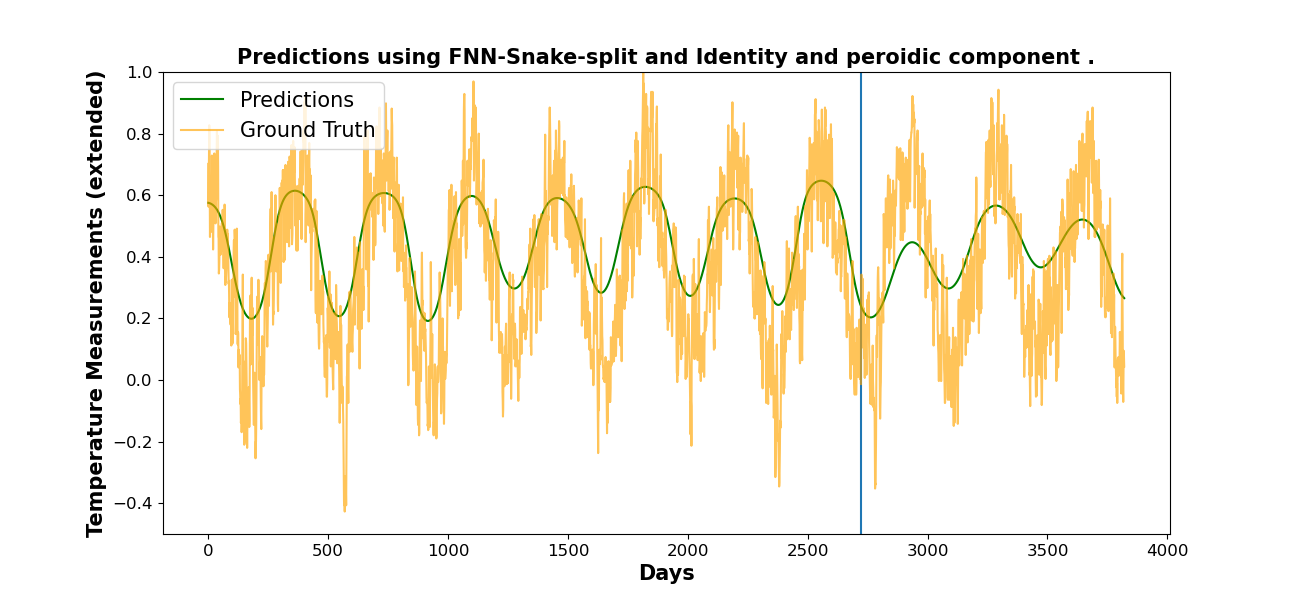 Predictions using FNN-Snake-split and Identity and peroidic component .
Temperature Measurements (extended)
1.0
0.8
0.6
0.4
0.2
0.0
−0.2
−0.4
Predictions
Ground Truth
0 500 1000 1500 2000 2500 3000 3500 4000
Days